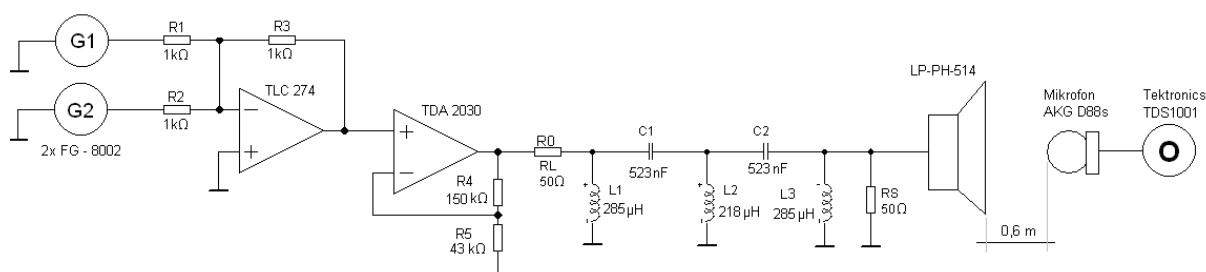 G1
R1
1kΩ
R3
1kΩ
G2
R2
1kΩ
2x FG - 8002
TLC 274
TDA 2030
R4
150 kΩ
R5
43 kΩ
R0
RL
50Ω
L1
285µH
C1
523nF
L2
218µH
C2
523nF
L3
285µH
RS
50Ω
LP-PH-514
0,6 m
Mikrofon
AKG D88s
Tektronics
TDS1001
O